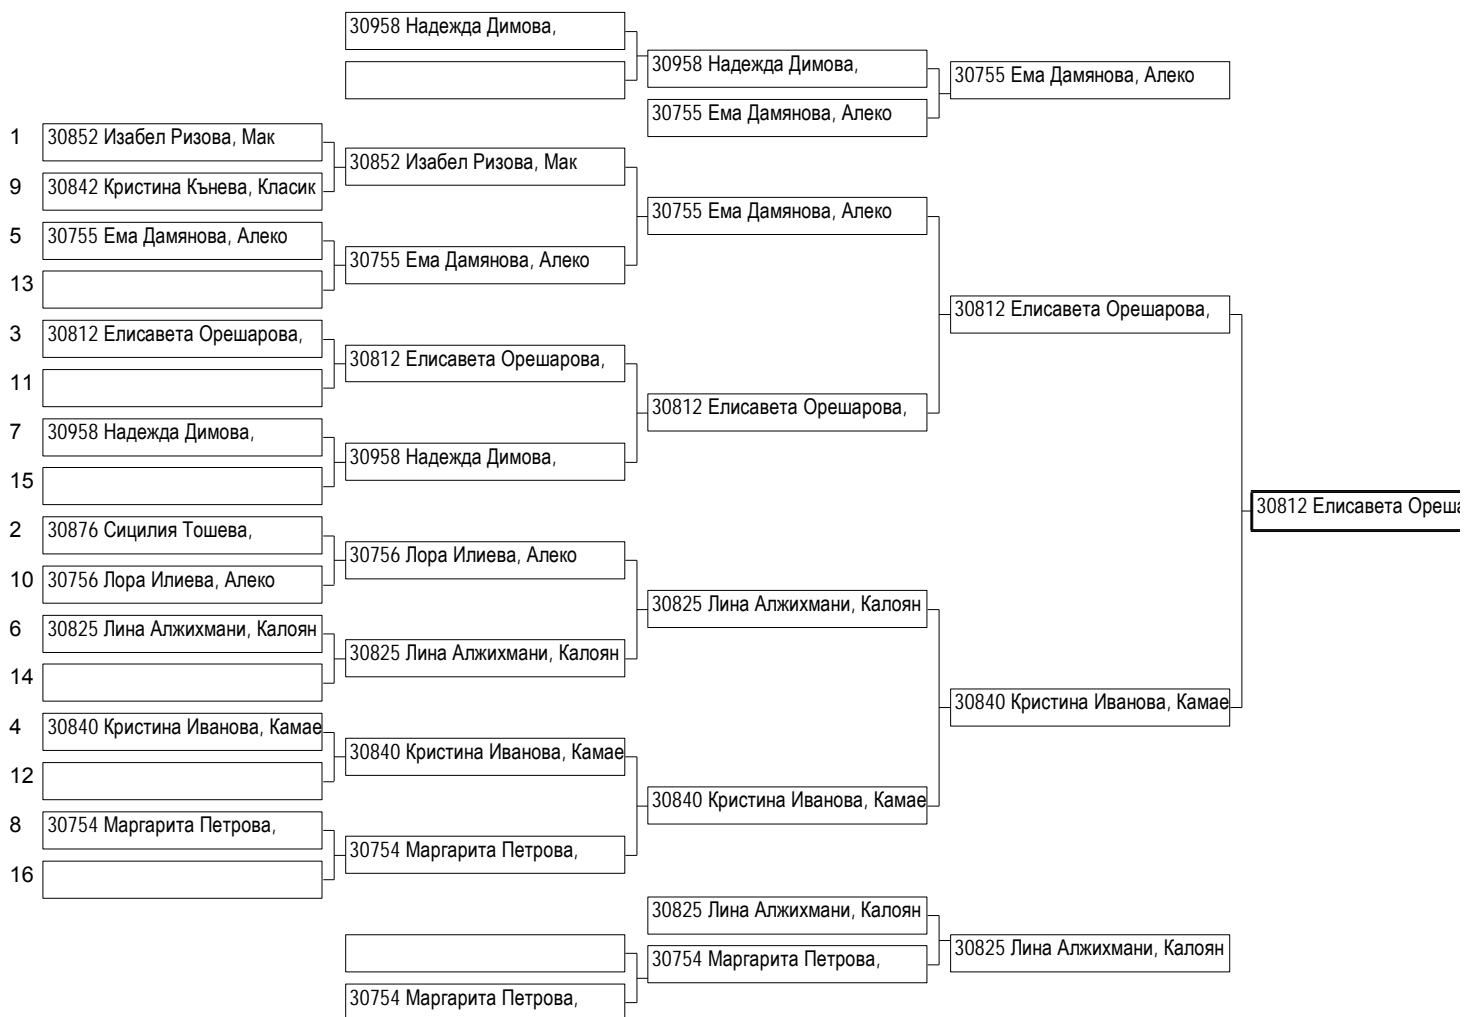 30958 Надежда Димова,
30958 Надежда Димова,
30755 Ема Дамянова, Алеко
30755 Ема Дамянова, Алеко
1 30852 Изабел Ризова, Мак
30852 Изабел Ризова, Мак
9 30842 Кристина Кънева, Класик
30755 Ема Дамянова, Алеко
5 30755 Ема Дамянова, Алеко
30755 Ема Дамянова, Алеко
13
30812 Елисавета Орешарова,
3 30812 Елисавета Орешарова,
30812 Елисавета Орешарова,
11
30812 Елисавета Орешарова,
7 30958 Надежда Димова,
30958 Надежда Димова,
15
30812 Елисавета Ореша
2 30876 Сицилия Тошева,
30756 Лора Илиева, Алеко
10 30756 Лора Илиева, Алеко
30825 Лина Алжихмани, Калоян
6 30825 Лина Алжихмани, Калоян
30825 Лина Алжихмани, Калоян
14
30840 Кристина Иванова, Камае
4 30840 Кристина Иванова, Камае
30840 Кристина Иванова, Камае
12
30840 Кристина Иванова, Камае
8 30754 Маргарита Петрова,
30754 Маргарита Петрова,
16
30825 Лина Алжихмани, Калоян
30825 Лина Алжихмани, Калоян
30754 Маргарита Петрова,
30754 Маргарита Петрова,